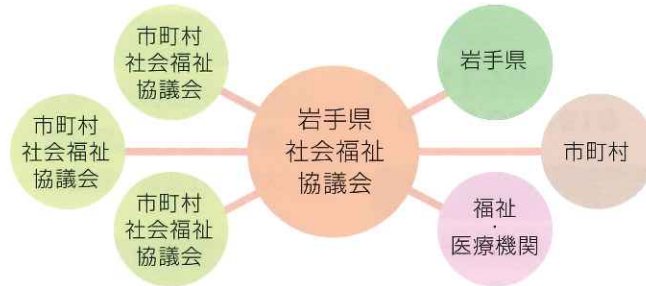 市町村
社会福祉
協議会
市町村
社会福祉
協議会
市町村
社会福祉
協議会
岩手県
社会福祉
協議会
岩手県
市町村
福祉
・
医療機関